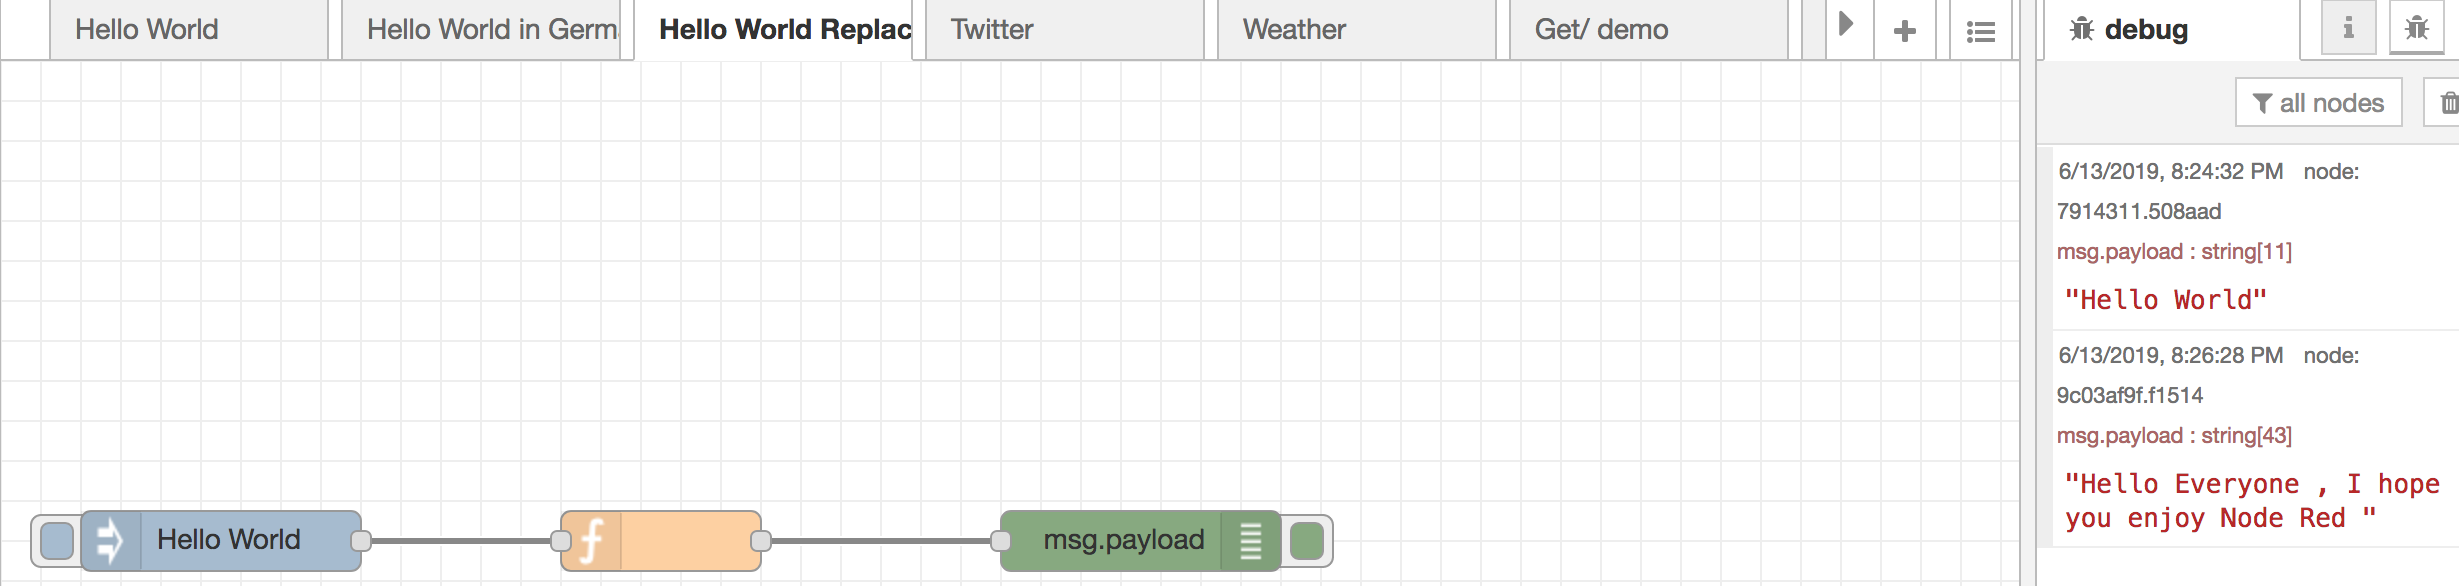 Hello World
Hello World in Germ
Hello World Replac
Twitter
Weather
Get/ demo
debug
all nodes
6/13/2019, 8:24:32 PM node:
7914311.508aad
msg.payload : string[11]
"Hello World"
6/13/2019, 8:26:28 PM node:
9c03af9f.f1514
msg.payload : string[43]
"Hello Everyone , I hope
you enjoy Node Red "
Hello World
msg.payload